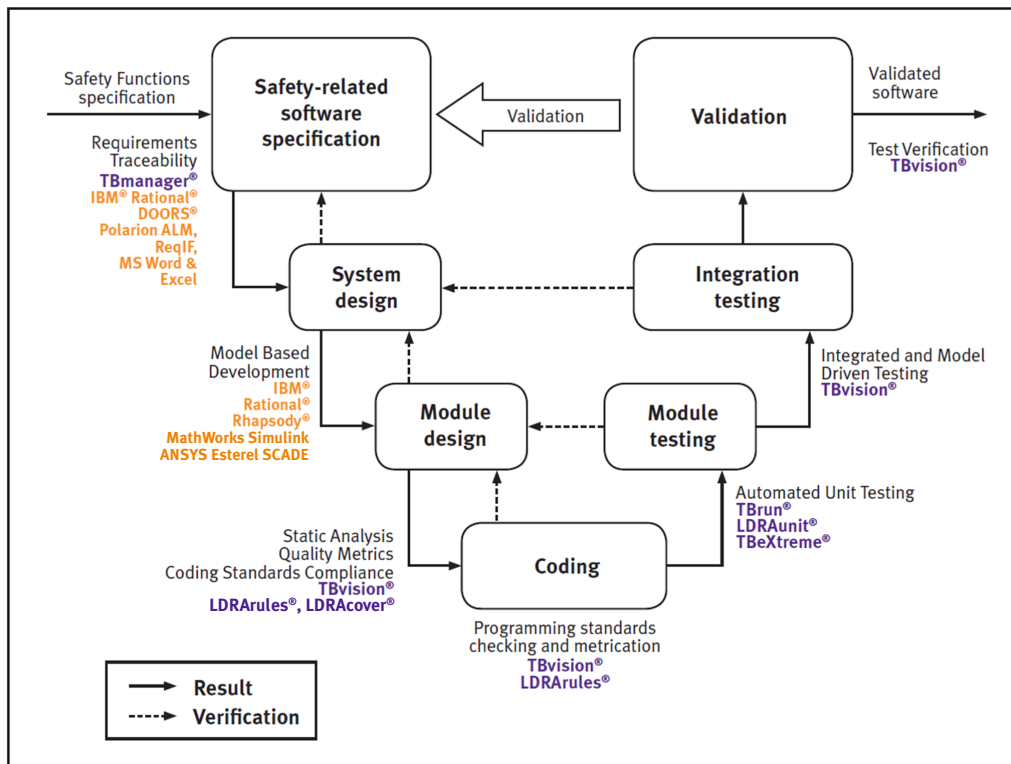 Safety Functions
specification
Safety-related
software
specification
Validation
Validation
Validated
software
Requirements
Traceability
TBmanager®
IBM® Rational®
DOORS®
Polarion ALM,
ReqIF,
MS Word &
Excel
Test Verification
TBvision®
System
design
Integration
testing
Model Based
Development
IBM®
Rational®
Rhapsody®
MathWorks Simulink
ANSYS Esterel SCADE
Integrated and Model
Driven Testing
TBvision®
Module
design
Module
testing
Static Analysis
Quality Metrics
Coding Standards Compliance
TBvision®
LDRArules®, LDRAcover®
Automated Unit Testing
TBrun®
LDRAunit®
TBeXtreme®
Coding
Programming standards
checking and metrication
TBvision®
LDRArules®
Result
Verification